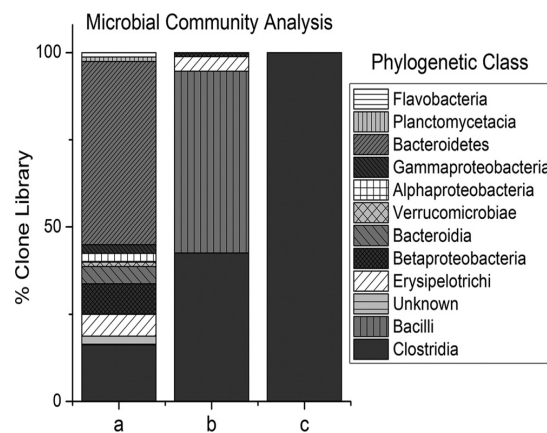 Microbial Community Analysis
100
50
0
% Clone Library
a
b
c
Phylogenetic Class
Flavobacteria
Planctomycetacia
Bacteroidetes
Gammaproteobacteria
Alphaproteobacteria
Verrucomicrobiae
Bacteroidia
Betaproteobacteria
Erysipelotrichi
Unknown
Bacilli
Clostridia